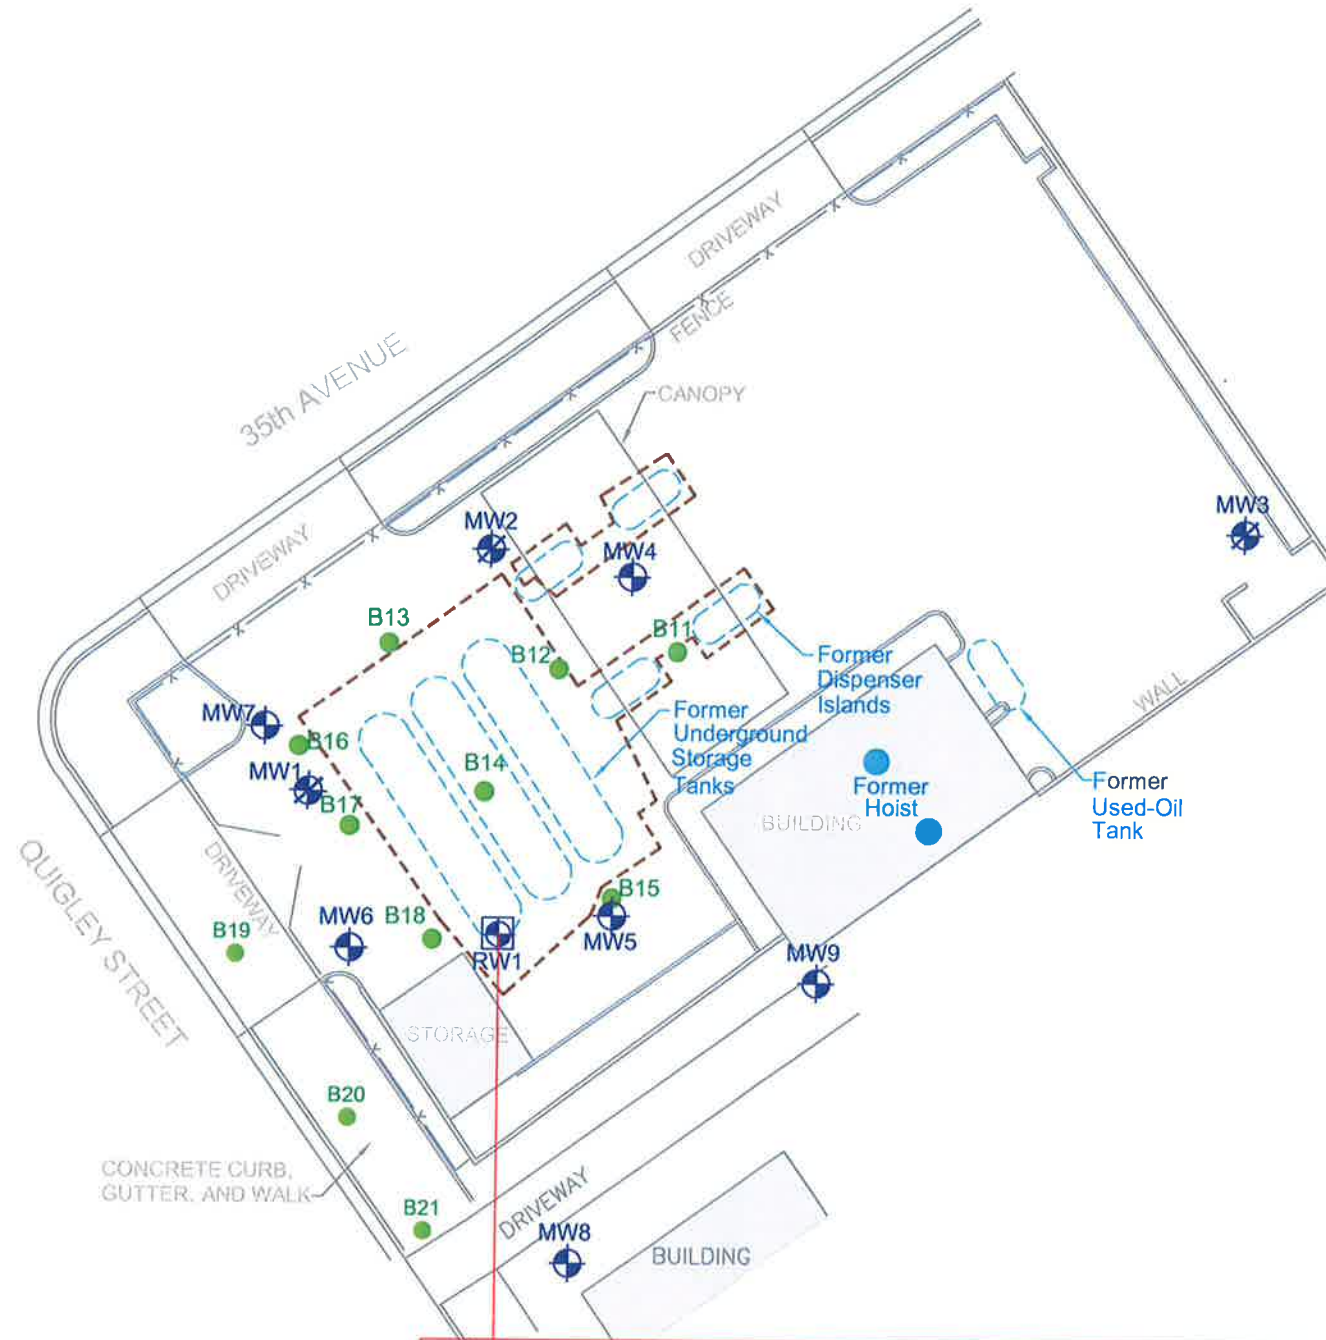 35th AVENUE
DRIVEWAY
FENCE
CANOPY
MW2
MW4
MW3
DRIVEWAY
B13
B12
B11
Former
Dispenser
Islands
WALL
MW7
B16
Former
Underground
Storage
Tanks
MW1
B17
B14
Former
Hoist
BUILDING
Former
Used-Oil
Tank
QUIGLEY STREET
DRIVEWAY
B19
MW6
B18
RW1
B15
MW5
MW9
STORAGE
B20
CONCRETE CURB,
GUTTER, AND WALK
B21
DRIVEWAY
MW8
BUILDING